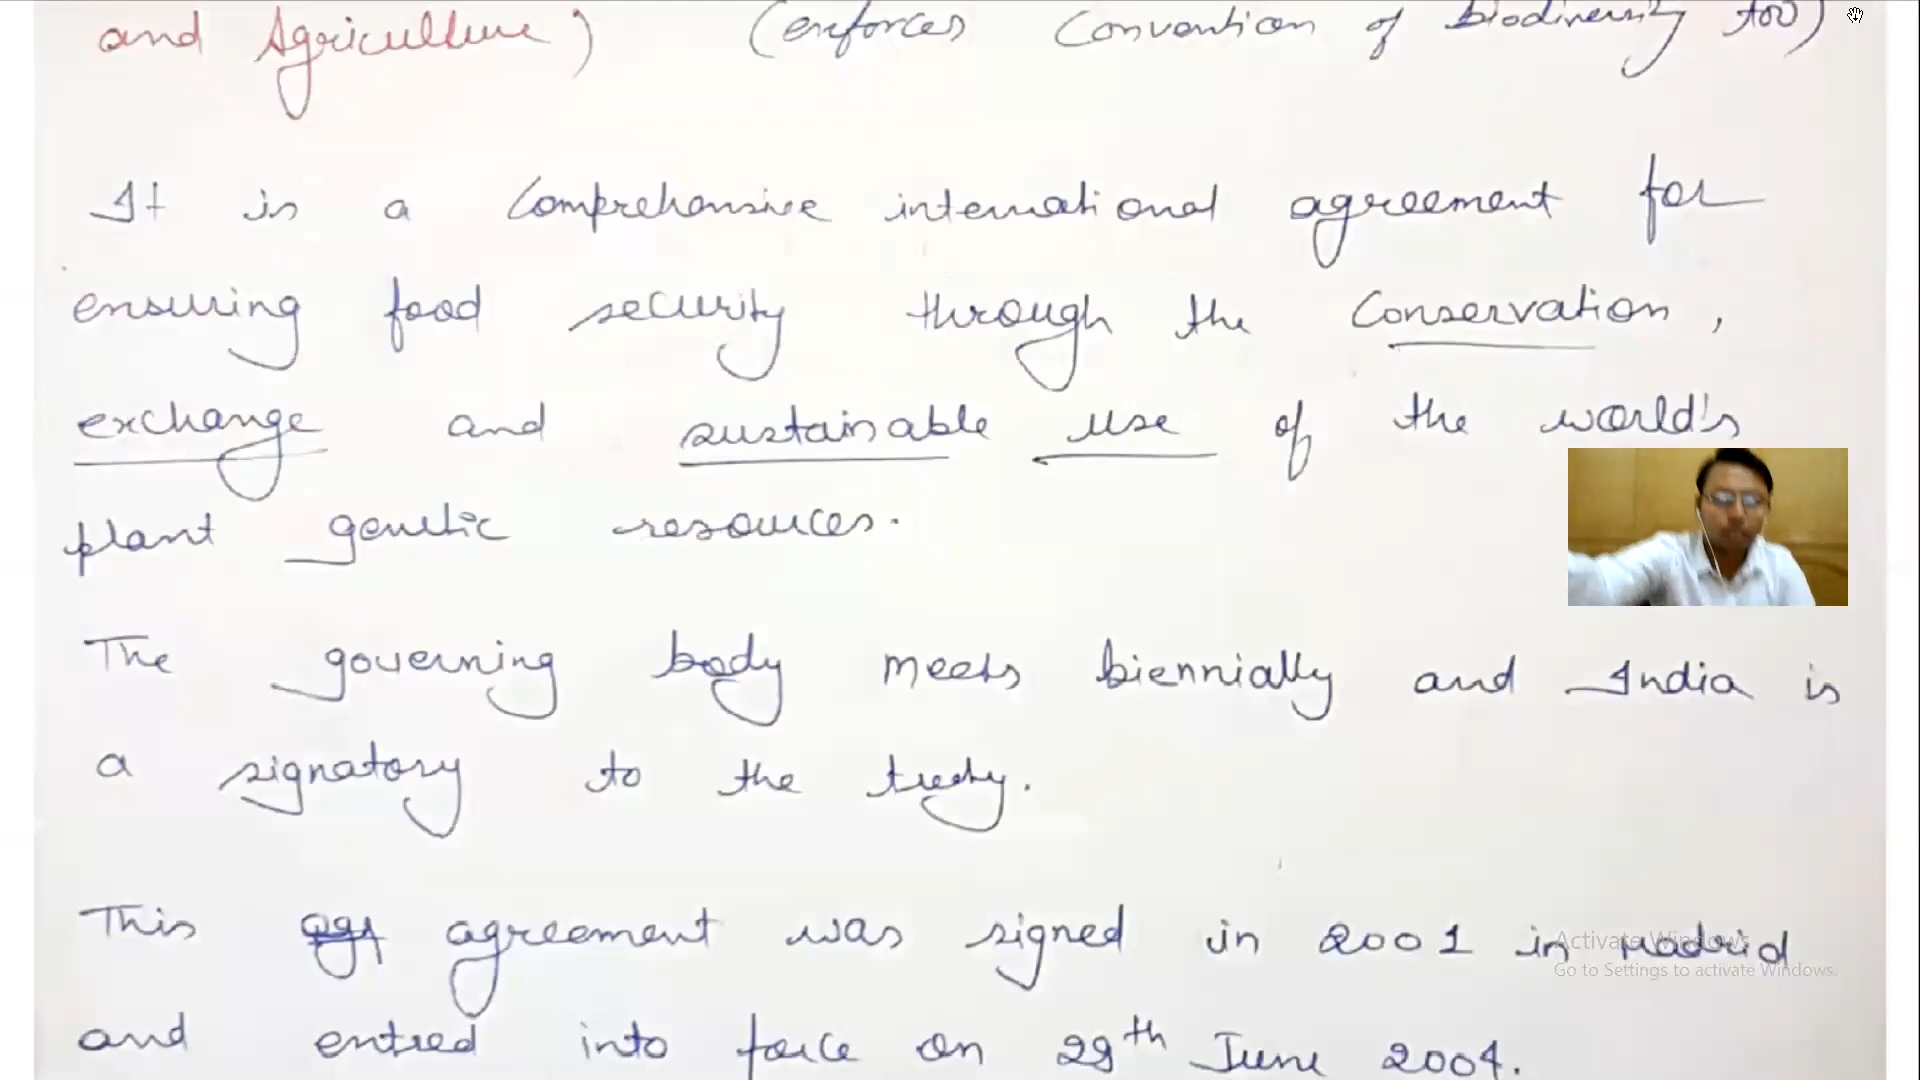 and Agriculture) (enforces Convention of biodiversity too)
It is a Comprehensive international agreement for
ensuring food security through the Conservation,
exchange and sustainable use of the world's
plant genetic resources.
The governing body meets biennially and India is
a signatory to the treaty.
This agreement was signed in 2001 in Madrid
Activate Windows
Go to Settings to activate Windows.
and entred into force on 29th June 2004.